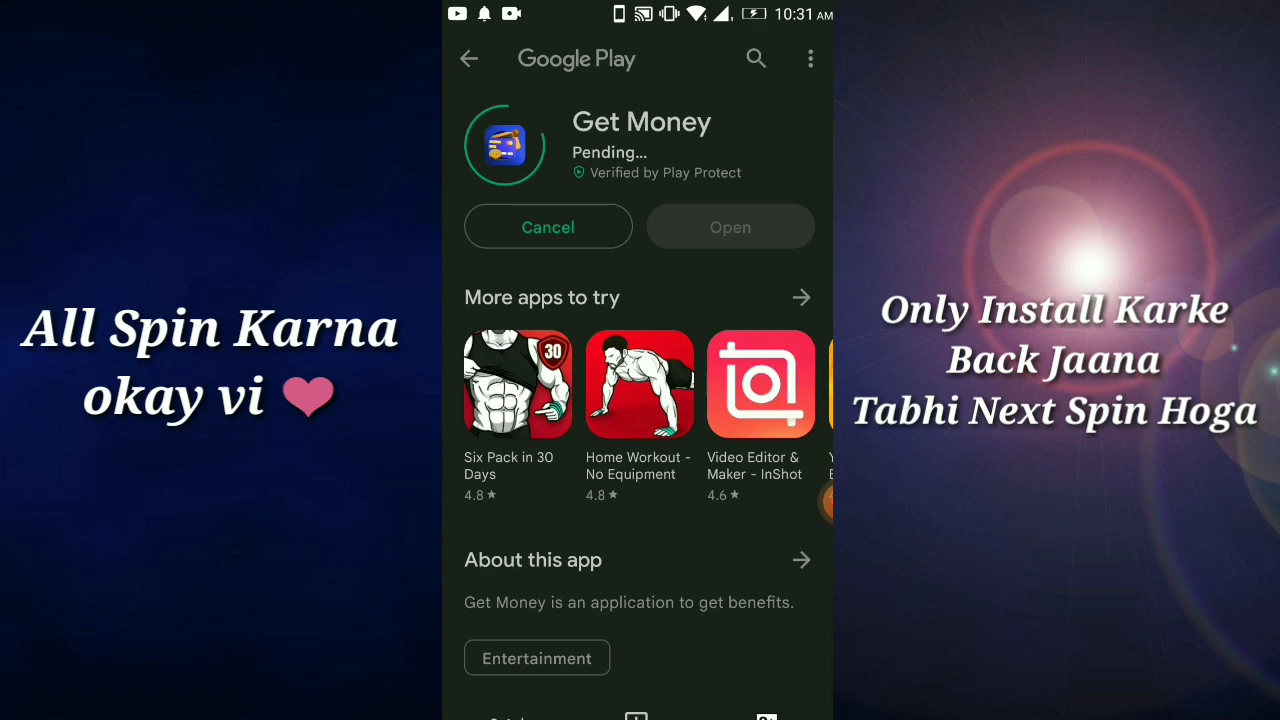 10:31 AM
Google Play
Get Money
Pending...
Verified by Play Protect
Cancel
Open
More apps to try
30
Six Pack in 30
Days
4.8
Home Workout -
No Equipment
4.8
Video Editor &
Maker - InShot
4.6
About this app
Get Money is an application to get benefits.
Entertainment
All Spin Karna
okay vi
Only Install Karke
Back Jaana
Tabhi Next Spin Hoga